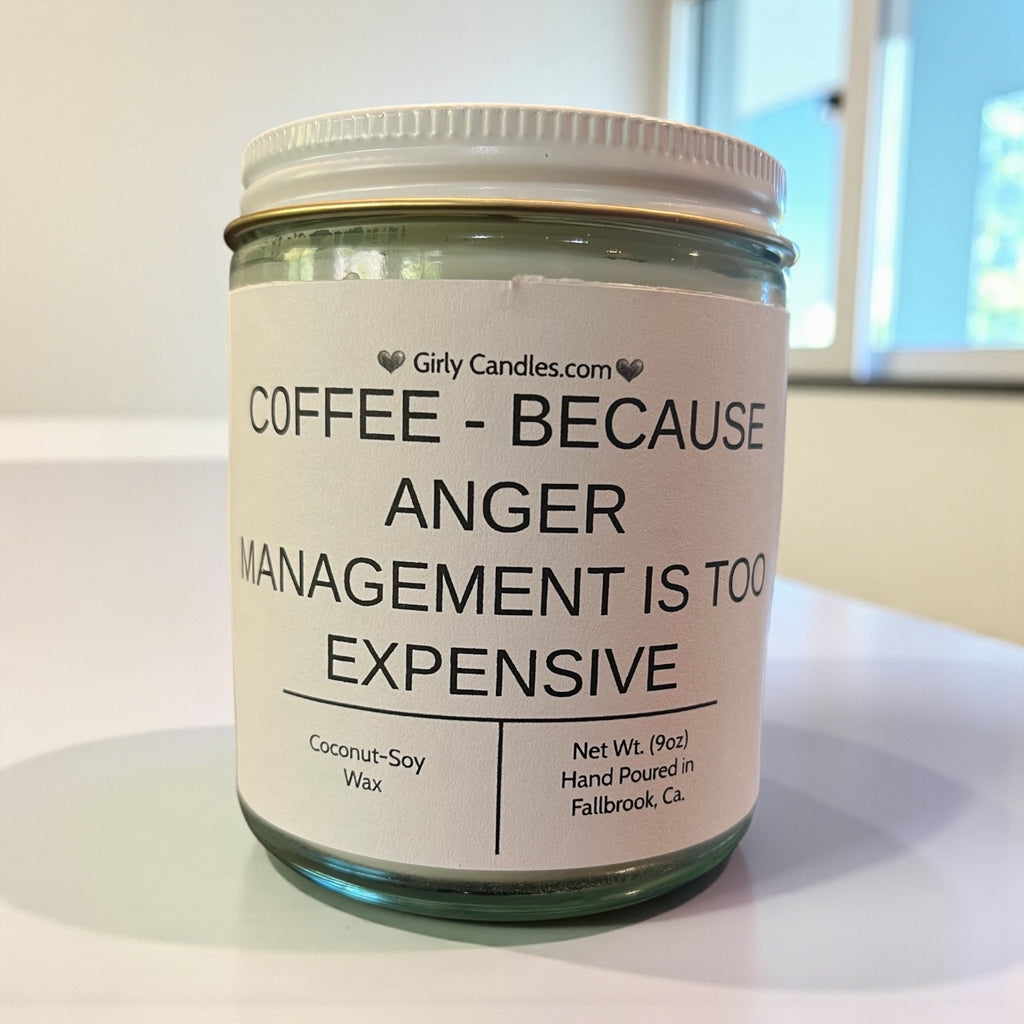 🖤 Girly Candles.com 🖤
COFFEE - BECAUSE
ANGER
MANAGEMENT IS TOO
EXPENSIVE
Coconut-Soy
Wax
Net Wt. (9oz)
Hand Poured in
Fallbrook, Ca.